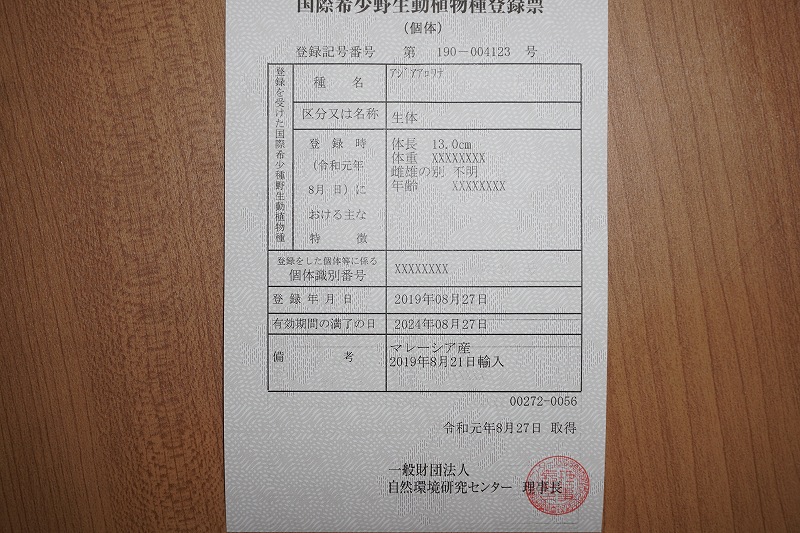 国際希少野生動植物種登録票
(個体)
登録記号番号 第 190-004123 号
登録を受けた国際希少種野生動植物種
種名 アジアアロワナ
区分又は名称 生体
登録時
(令和元年
8月 日)に
おける主な
特徴
体長 13.0cm
体重 XXXXXXXX
雌雄の別 不明
年齢 XXXXXXXX
登録をした個体等に係る
個体識別番号 XXXXXXXX
登録年月日 2019年08月27日
有効期間の満了の日 2024年08月27日
備考 マレーシア産
2019年8月21日輸入
00272-0056
令和元年8月27日 取得
一般財団法人
自然環境研究センター 理事長